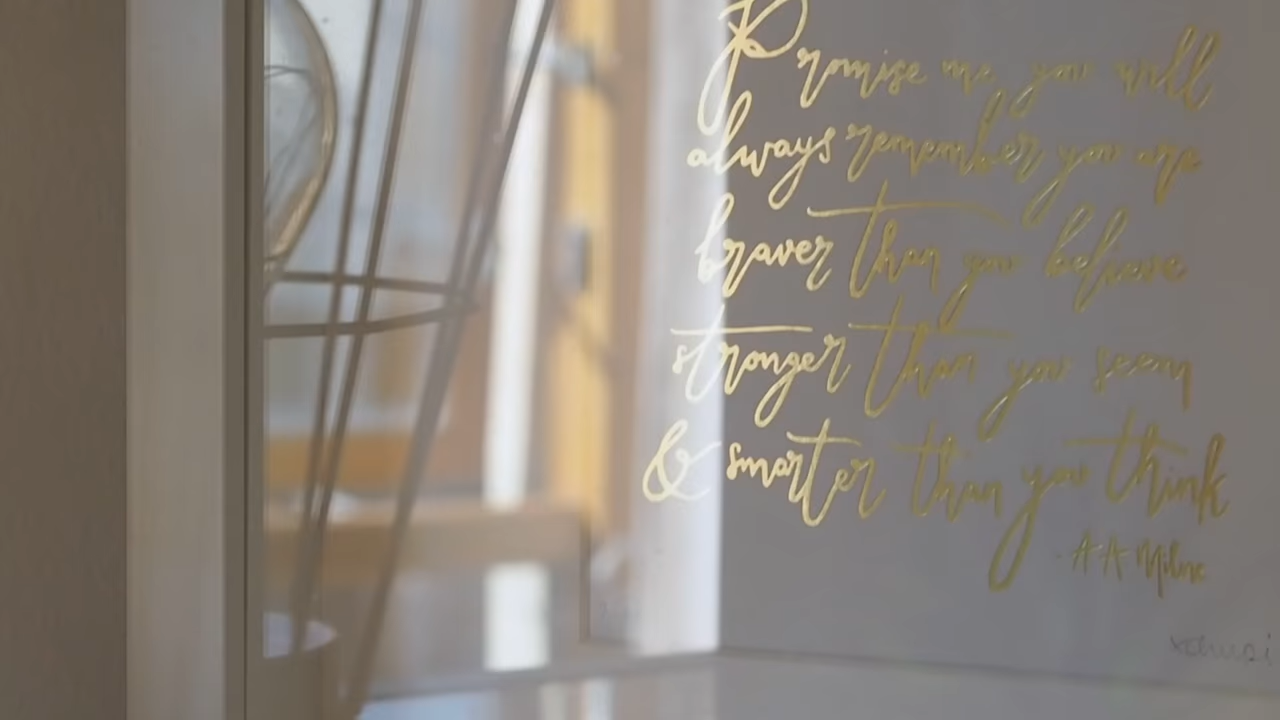 Promise me you will
always remember you are
braver than you believe
stronger than you seem
& smarter than you think
- A A Milne